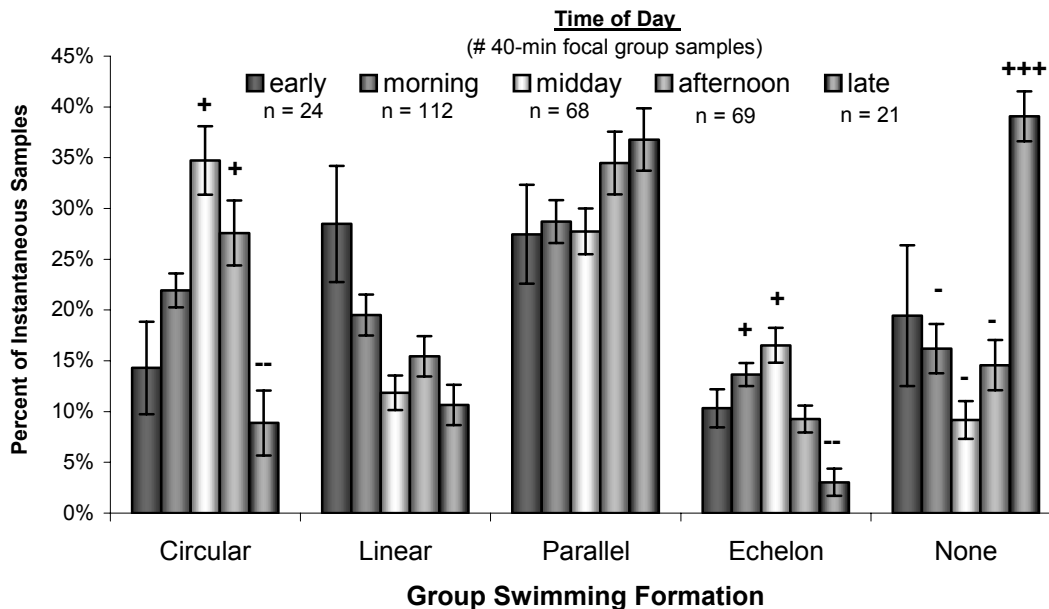 Time of Day
(# 40-min focal group samples)
early morning midday afternoon late
n = 24 n = 112 n = 68 n = 69 n = 21
45%
40%
35%
30%
25%
20%
15%
10%
5%
0%
Percent of Instantaneous Samples
+ + --
+ + --
- - - +++
Circular Linear Parallel Echelon None
Group Swimming Formation